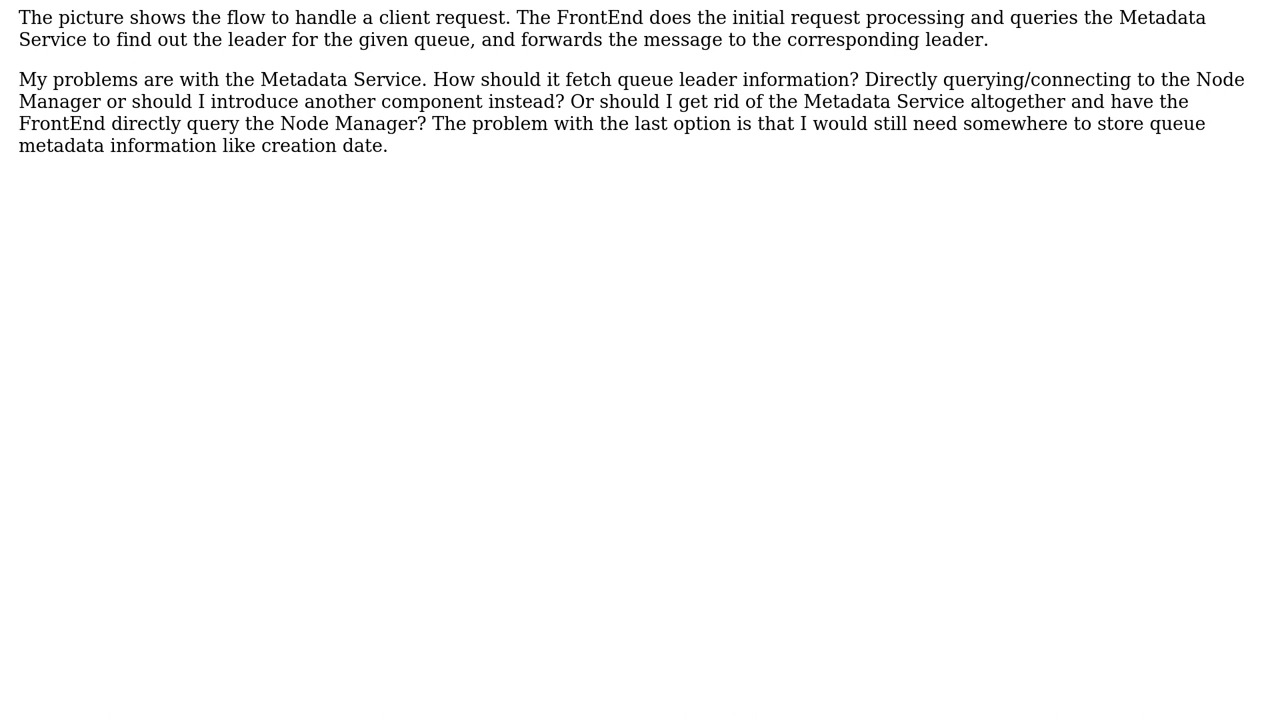 The picture shows the flow to handle a client request. The FrontEnd does the initial request processing and queries the Metadata
Service to find out the leader for the given queue, and forwards the message to the corresponding leader.
My problems are with the Metadata Service. How should it fetch queue leader information? Directly querying/connecting to the Node
Manager or should I introduce another component instead? Or should I get rid of the Metadata Service altogether and have the
FrontEnd directly query the Node Manager? The problem with the last option is that I would still need somewhere to store queue
metadata information like creation date.